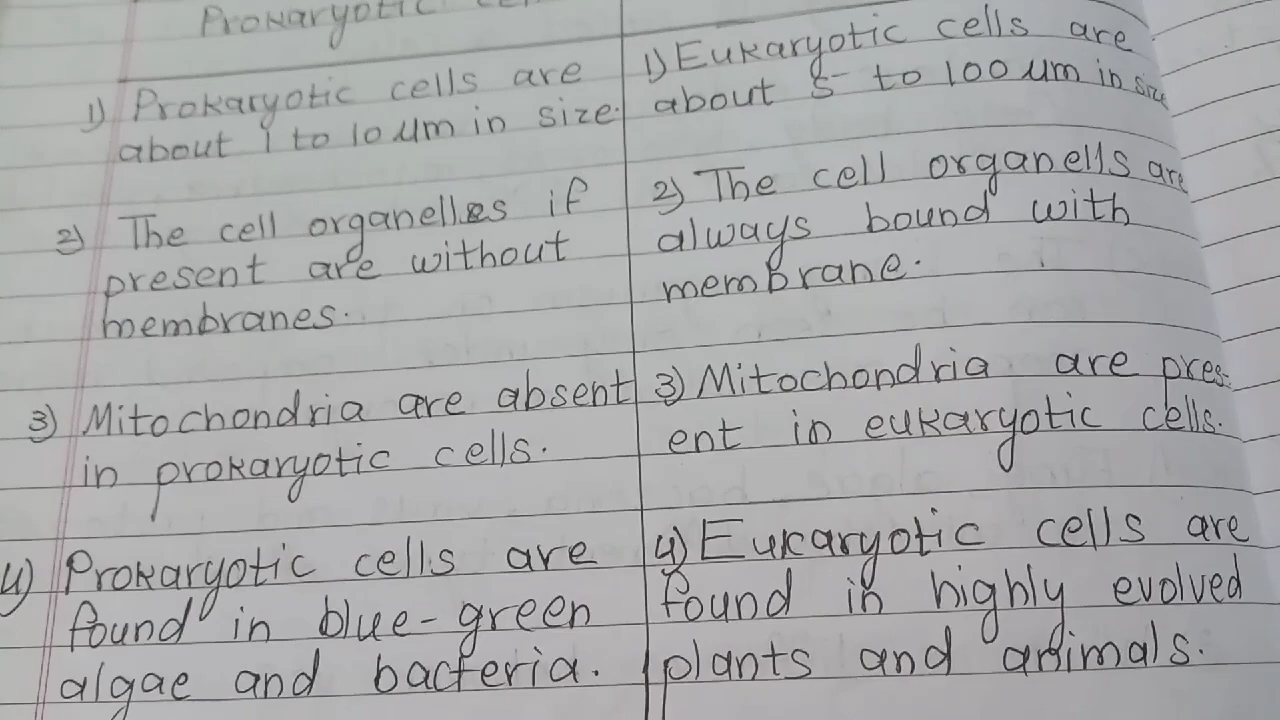 Prokaryotic
1) Prokaryotic cells are
about 1 to 10 um in size.
2) The cell organelles if
present are without
membranes.
3) Mitochondria are absent
in prokaryotic cells.
4) Prokaryotic cells are
found in blue-green
algae and bacteria.
1) Eukaryotic cells are
about 5 to 100 um in size
2) The cell organells are
always bound with
membrane.
3) Mitochondria are pres-
ent in eukaryotic cells.
4) Eukaryotic cells are
found in highly evolved
plants and animals.